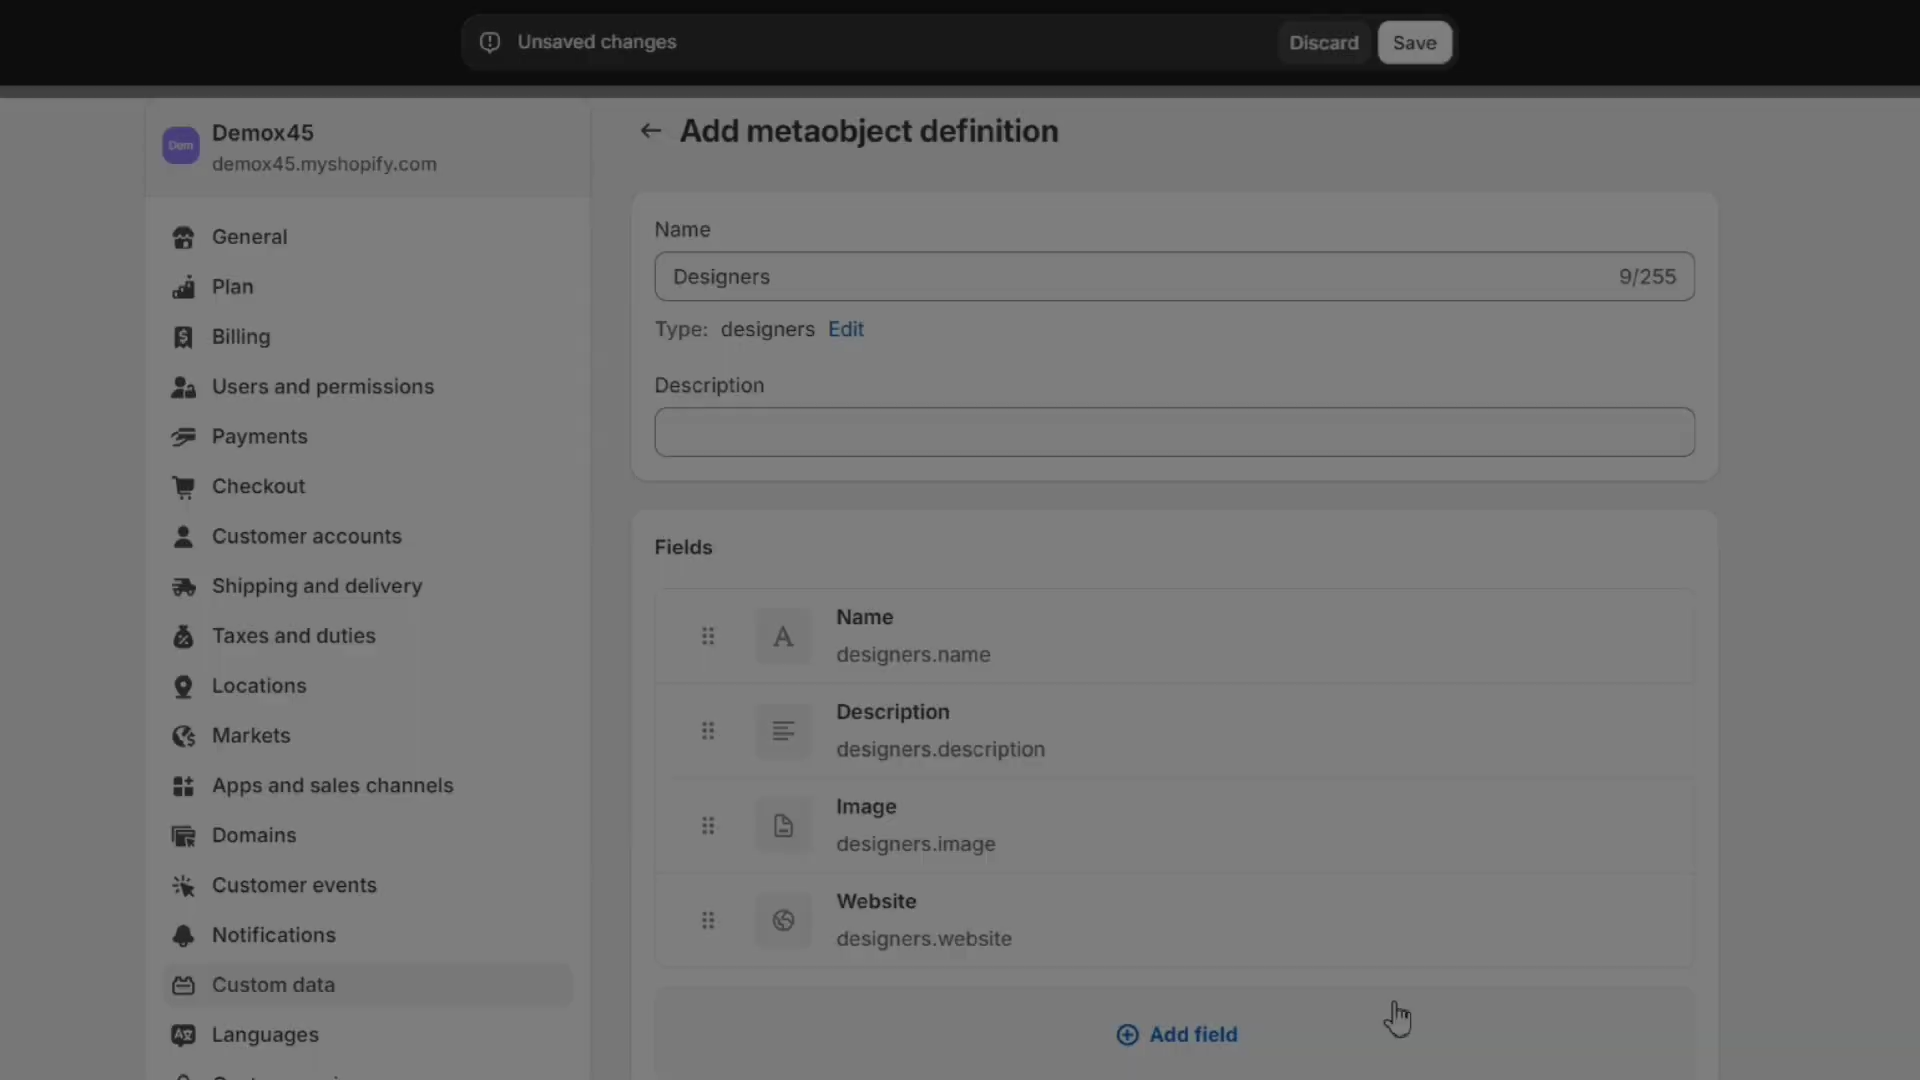 Unsaved changes
Discard
Save
Dem
Demox45
demox45.myshopify.com
General
Plan
Billing
Users and permissions
Payments
Checkout
Customer accounts
Shipping and delivery
Taxes and duties
Locations
Markets
Apps and sales channels
Domains
Customer events
Notifications
Custom data
Languages
Add metaobject definition
Name
Designers
9/255
Type: designers Edit
Description
Fields
Name
designers.name
Description
designers.description
Image
designers.image
Website
designers.website
Add field